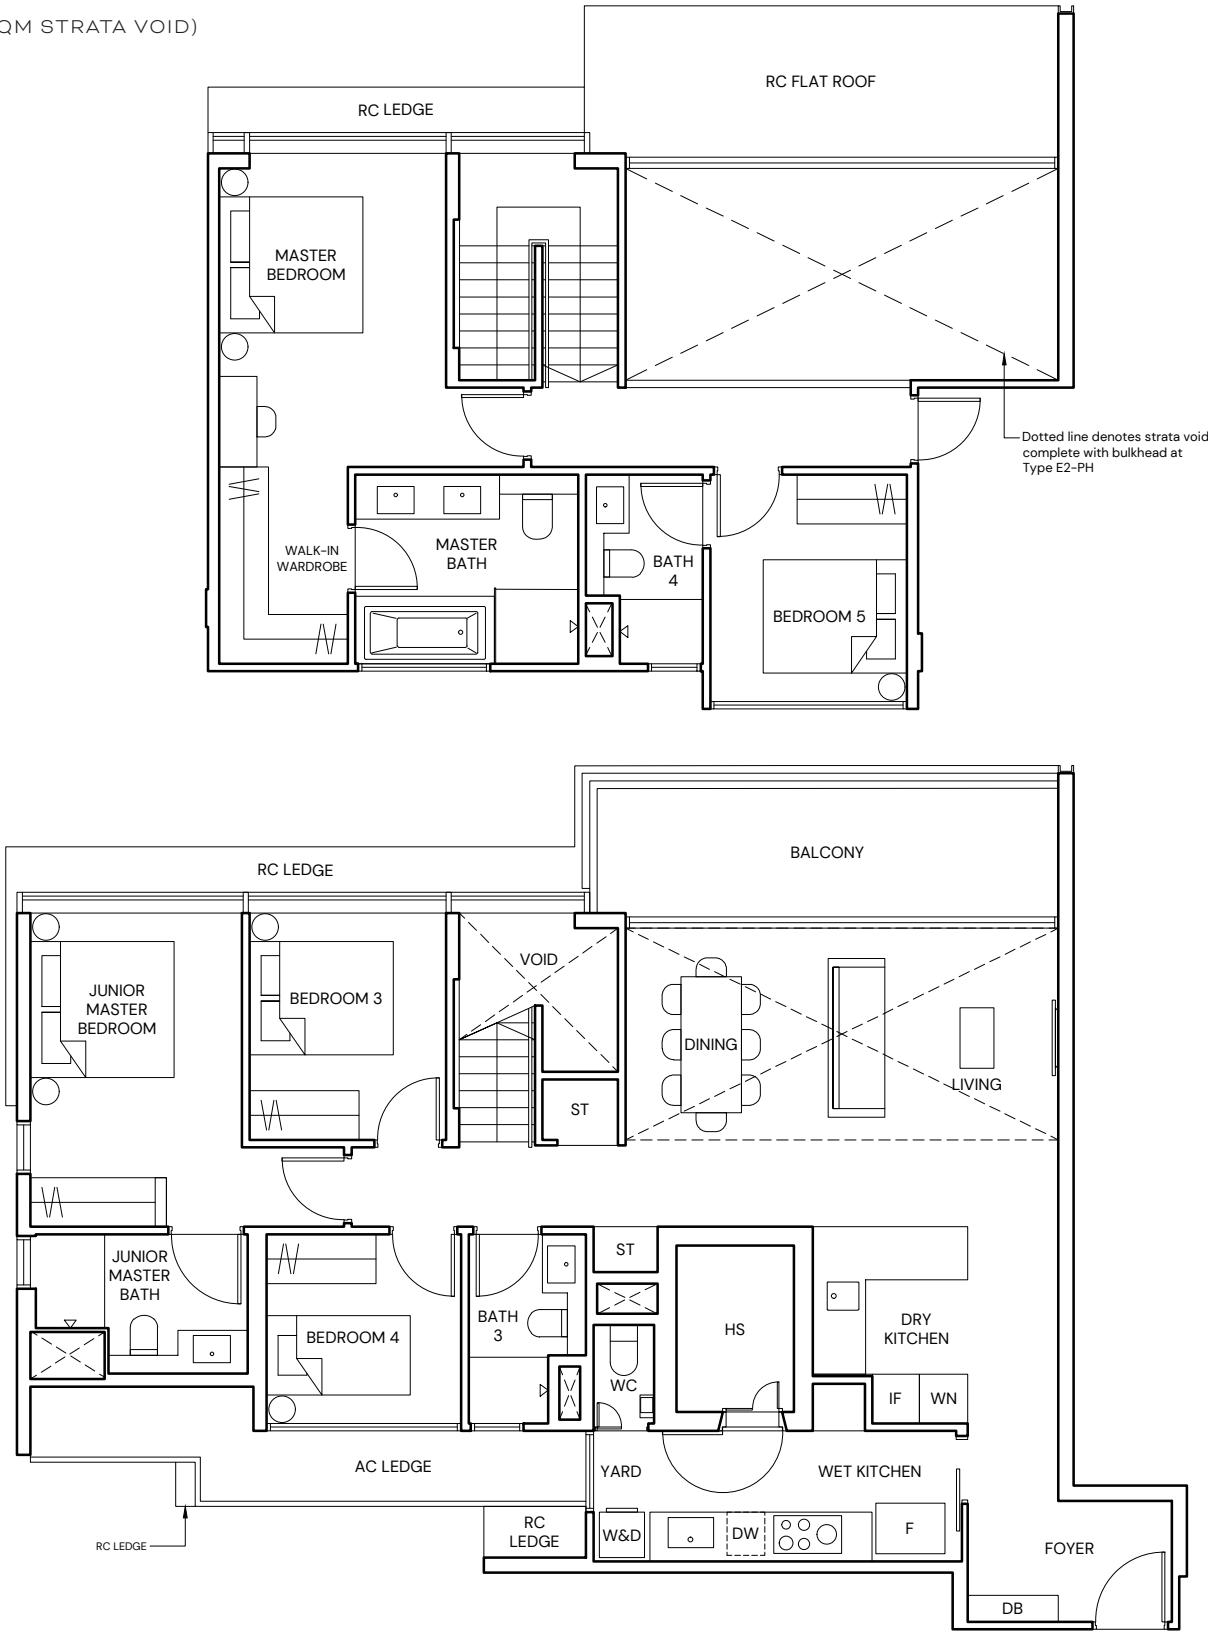 QM STRATA VOID)
RC FLAT ROOF
RC LEDGE
MASTER
BEDROOM
Dotted line denotes strata void
complete with bulkhead at
Type E2-PH
WALK-IN
WARDROBE
MASTER
BATH
BATH
4
BEDROOM 5
BALCONY
RC LEDGE
VOID
JUNIOR
MASTER
BEDROOM
BEDROOM 3
DINING
LIVING
ST
JUNIOR
MASTER
BATH
ST
BEDROOM 4
BATH
3
HS
DRY
KITCHEN
WC
IF
WN
AC LEDGE
YARD
WET KITCHEN
RC LEDGE
RC
LEDGE
W&D
DW
F
FOYER
DB